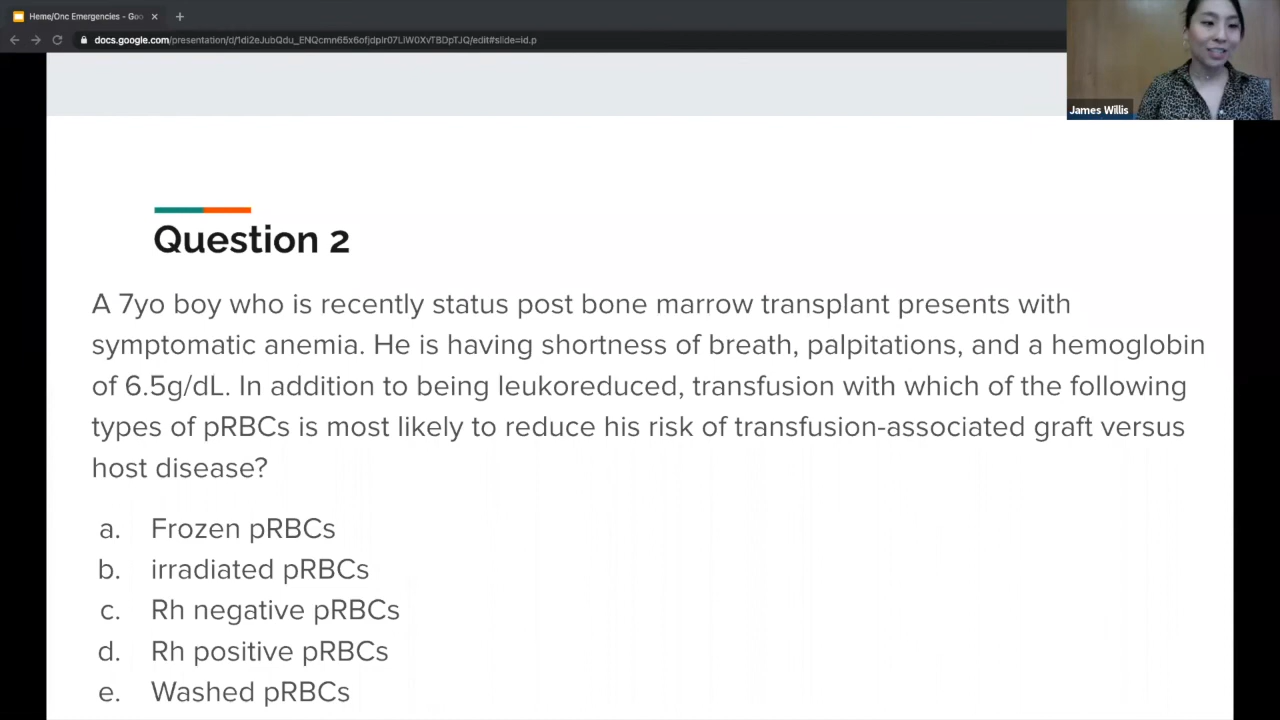 Heme/Onc Emergencies - Goo
docs.google.com/presentation/d/1di2eJubQdu_ENQcmn65x6ofjdpIr07LIW0XvTBDpTJQ/edit#slide=id.p
James Willis
Question 2
A 7yo boy who is recently status post bone marrow transplant presents with
symptomatic anemia. He is having shortness of breath, palpitations, and a hemoglobin
of 6.5g/dL. In addition to being leukoreduced, transfusion with which of the following
types of pRBCs is most likely to reduce his risk of transfusion-associated graft versus
host disease?
a. Frozen pRBCs
b. irradiated pRBCs
c. Rh negative pRBCs
d. Rh positive pRBCs
e. Washed pRBCs